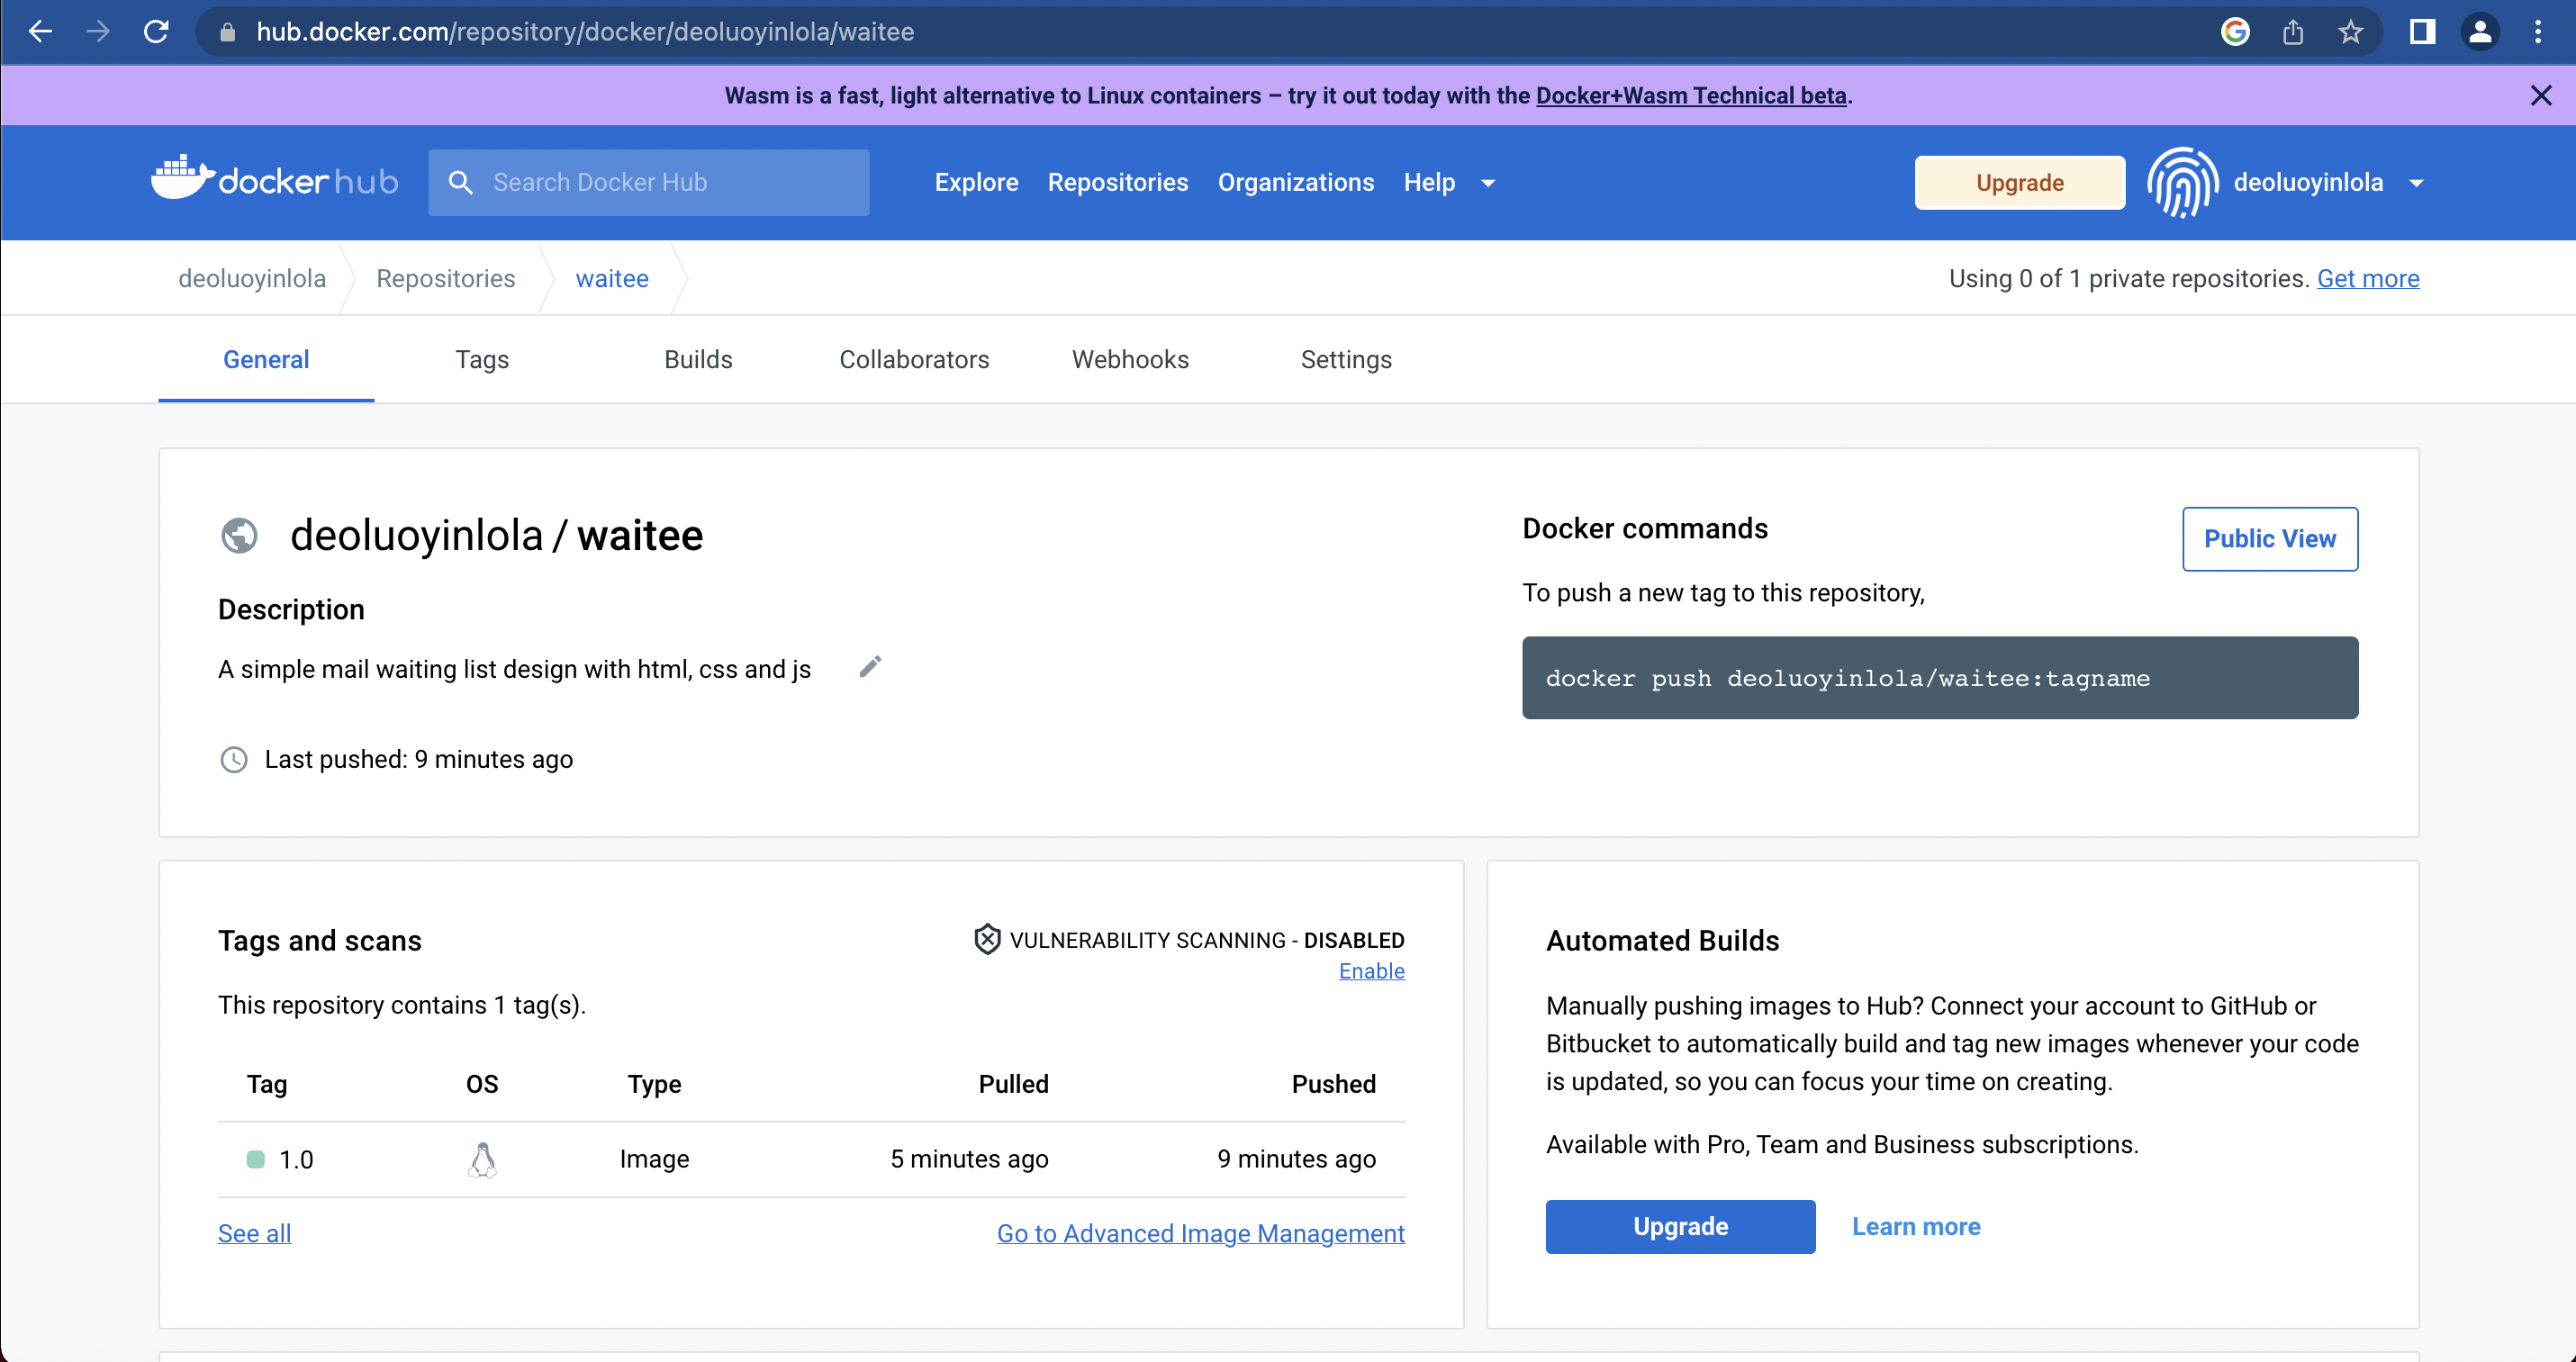 hub.docker.com/repository/docker/deoluoyinlola/waitee
Wasm is a fast, light alternative to Linux containers – try it out today with the Docker+Wasm Technical beta.
docker hub
Search Docker Hub
Explore
Repositories
Organizations
Help
Upgrade
deoluoyinlola
deoluoyinlola
Repositories
waitee
Using 0 of 1 private repositories. Get more
General
Tags
Builds
Collaborators
Webhooks
Settings
deoluoyinlola / waitee
Description
A simple mail waiting list design with html, css and js
Last pushed: 9 minutes ago
Docker commands
Public View
To push a new tag to this repository,
docker push deoluoyinlola/waitee:tagname
Tags and scans
VULNERABILITY SCANNING - DISABLED
Enable
This repository contains 1 tag(s).
Tag OS Type Pulled Pushed
1.0 Image 5 minutes ago 9 minutes ago
See all
Go to Advanced Image Management
Automated Builds
Manually pushing images to Hub? Connect your account to GitHub or
Bitbucket to automatically build and tag new images whenever your code
is updated, so you can focus your time on creating.
Available with Pro, Team and Business subscriptions.
Upgrade
Learn more